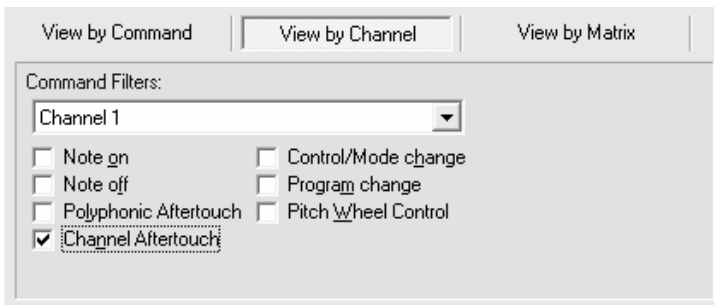 View by Command View by Channel View by Matrix
Command Filters:
Channel 1
Note on Control/Mode change
Note off Program change
Polyphonic Aftertouch Pitch Wheel Control
Channel Aftertouch